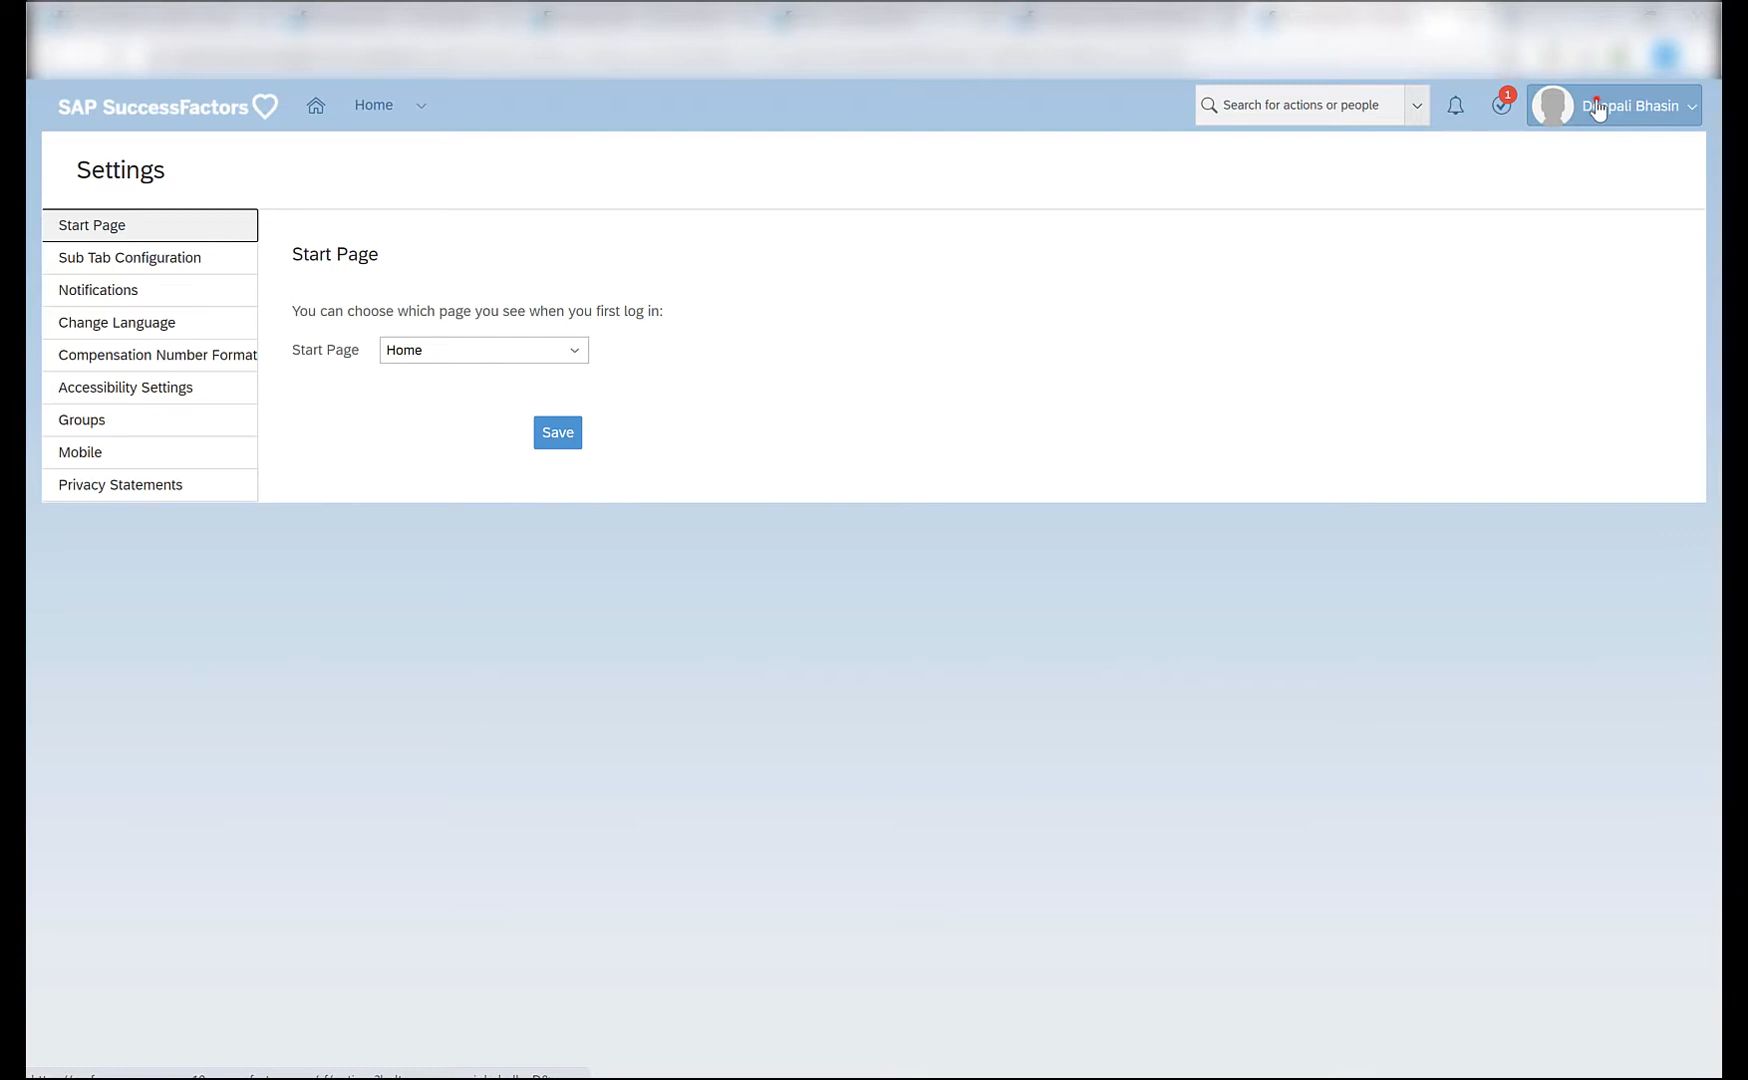 SAP SuccessFactors
Home
Search for actions or people
1
Bhasin
Settings
Start Page
Sub Tab Configuration
Notifications
Change Language
Compensation Number Format
Accessibility Settings
Groups
Mobile
Privacy Statements
Start Page
You can choose which page you see when you first log in:
Start Page
Home
Save